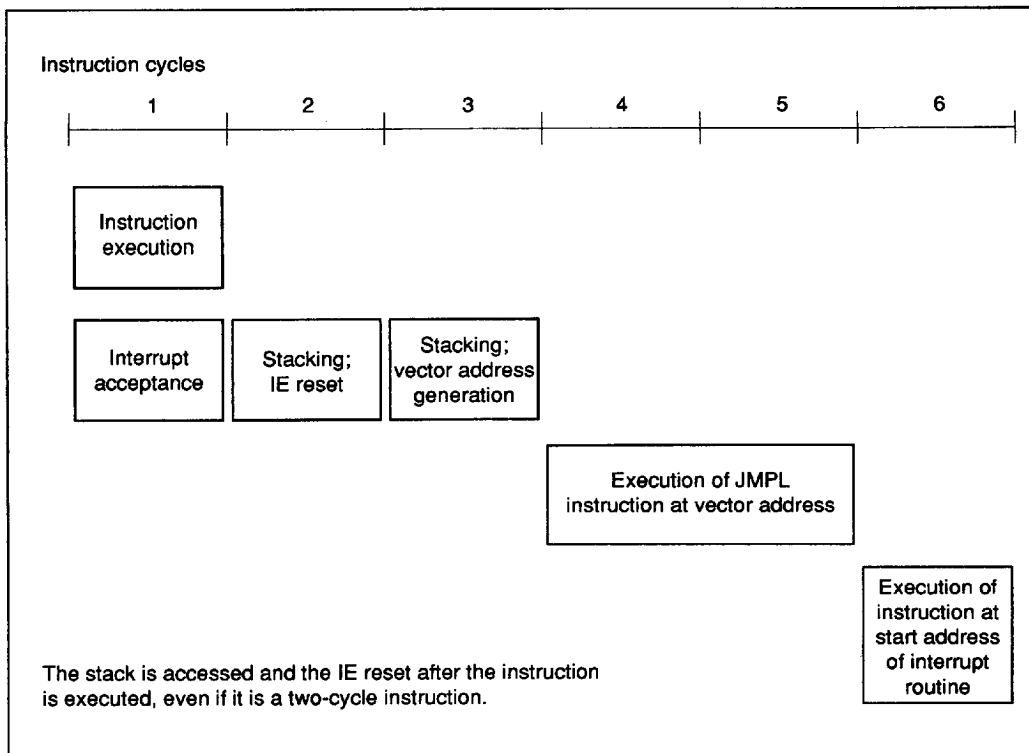 Instruction cycles
1 2 3 4 5 6
Instruction
execution
Interrupt
acceptance
Stacking;
IE reset
Stacking;
vector address
generation
Execution of JMPL
instruction at vector address
Execution of
instruction at
start address
of interrupt
routine
The stack is accessed and the IE reset after the instruction
is executed, even if it is a two-cycle instruction.